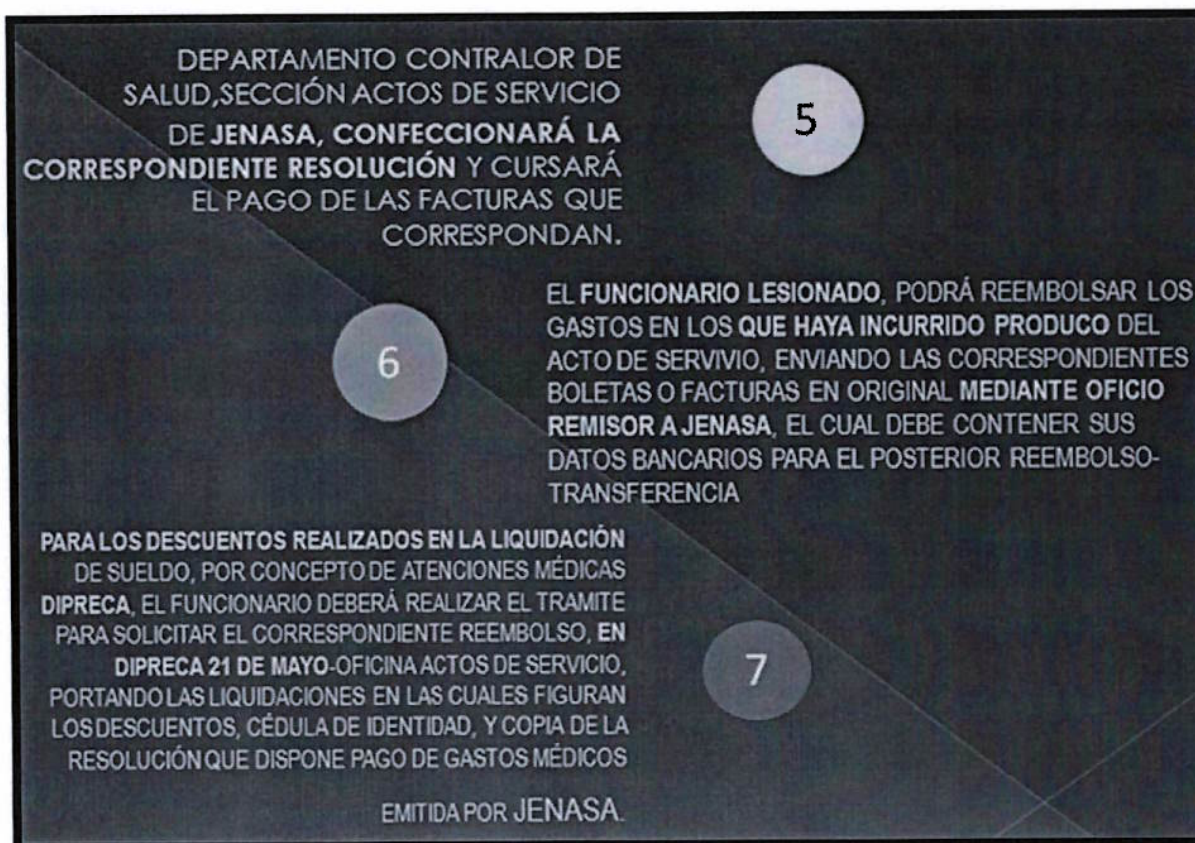 DEPARTAMENTO CONTRALOR DE
SALUD,SECCIÓN ACTOS DE SERVICIO
DE JENASA, CONFECCIONARÁ LA
CORRESPONDIENTE RESOLUCIÓN Y CURSARÁ
EL PAGO DE LAS FACTURAS QUE
CORRESPONDAN.
5
6
EL FUNCIONARIO LESIONADO, PODRÁ REEMBOLSAR LOS
GASTOS EN LOS QUE HAYA INCURRIDO PRODUCO DEL
ACTO DE SERVIVIO, ENVIANDO LAS CORRESPONDIENTES
BOLETAS O FACTURAS EN ORIGINAL MEDIANTE OFICIO
REMISOR A JENASA, EL CUAL DEBE CONTENER SUS
DATOS BANCARIOS PARA EL POSTERIOR REEMBOLSO-
TRANSFERENCIA
PARA LOS DESCUENTOS REALIZADOS EN LA LIQUIDACIÓN
DE SUELDO, POR CONCEPTO DE ATENCIONES MÉDICAS
DIPRECA, EL FUNCIONARIO DEBERÁ REALIZAR EL TRAMITE
PARA SOLICITAR EL CORRESPONDIENTE REEMBOLSO, EN
DIPRECA 21 DE MAYO-OFICINA ACTOS DE SERVICIO,
PORTANDO LAS LIQUIDACIONES EN LAS CUALES FIGURAN
LOS DESCUENTOS, CÉDULA DE IDENTIDAD, Y COPIA DE LA
RESOLUCIÓN QUE DISPONE PAGO DE GASTOS MÉDICOS
EMITIDA POR JENASA.
7